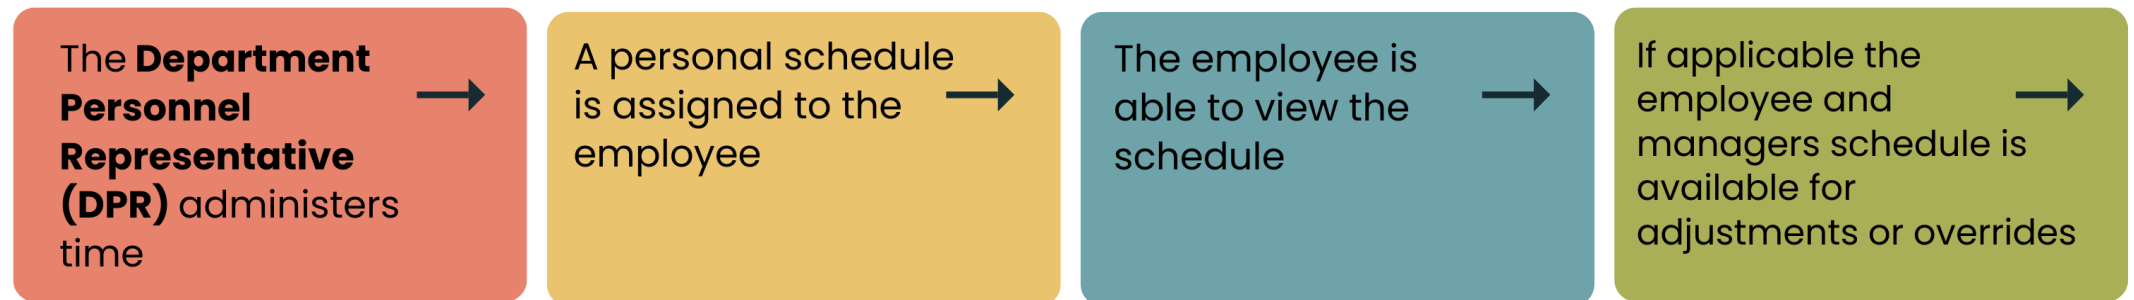 The Department
Personnel
Representative
(DPR) administers
time
A personal schedule
is assigned to the
employee
The employee is
able to view the
schedule
If applicable the
employee and
managers schedule is
available for
adjustments or overrides